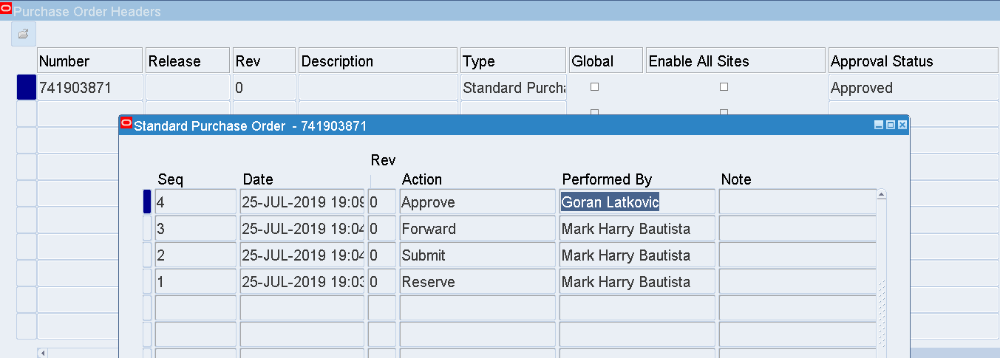 Purchase Order Headers
Number Release Rev Description Type Global Enable All Sites Approval Status
741903871 0 Standard Purch Approved
Standard Purchase Order - 741903871
Rev
Seq Date Action Performed By Note
4 25-JUL-2019 19:09 0 Approve Goran Latkovic
3 25-JUL-2019 19:04 0 Forward Mark Harry Bautista
2 25-JUL-2019 19:04 0 Submit Mark Harry Bautista
1 25-JUL-2019 19:03 0 Reserve Mark Harry Bautista